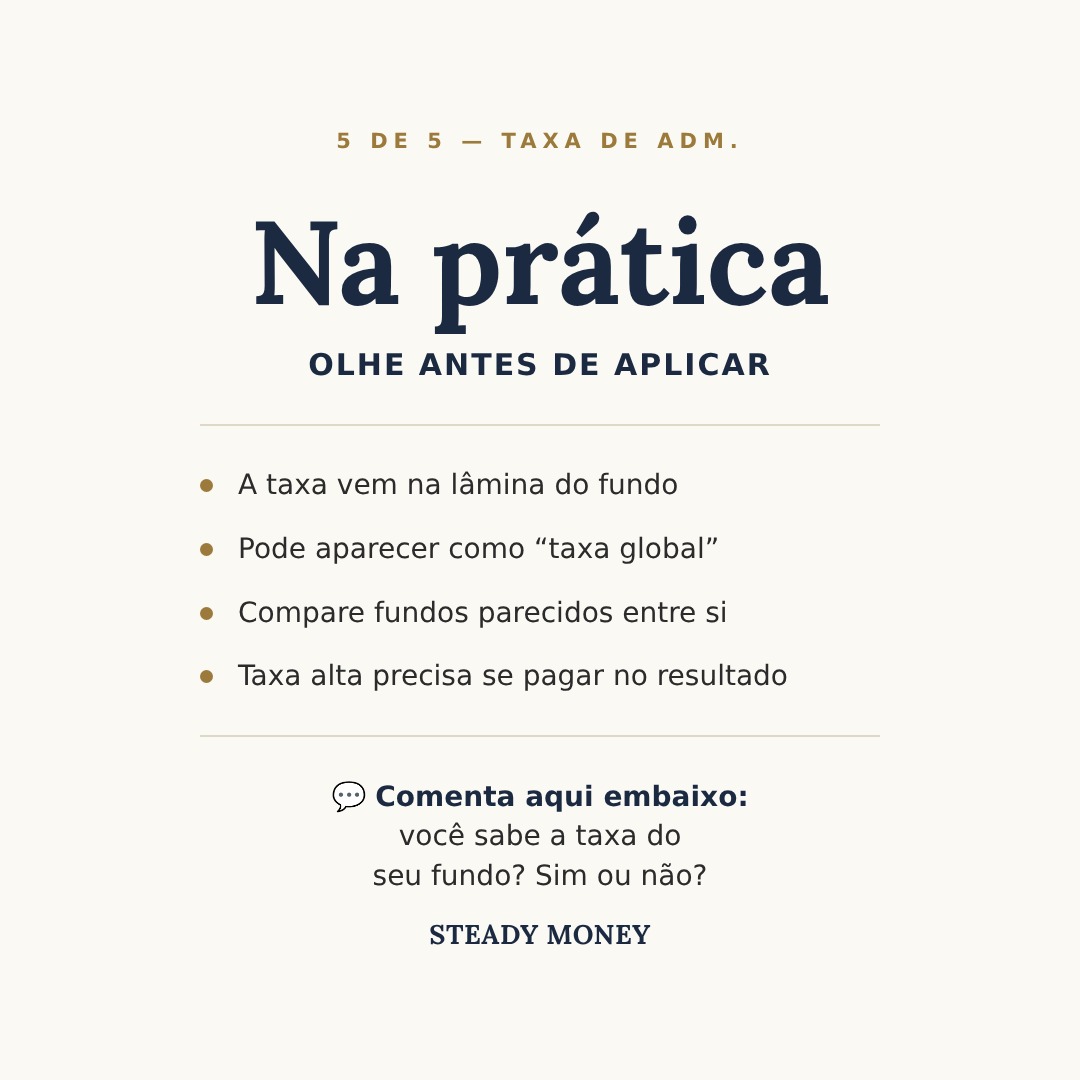 5 DE 5 — TAXA DE ADM.
Na prática
OLHE ANTES DE APLICAR
A taxa vem na lâmina do fundo
Pode aparecer como “taxa global”
Compare fundos parecidos entre si
Taxa alta precisa se pagar no resultado
💬 Comenta aqui embaixo:
você sabe a taxa do
seu fundo? Sim ou não?
STEADY MONEY